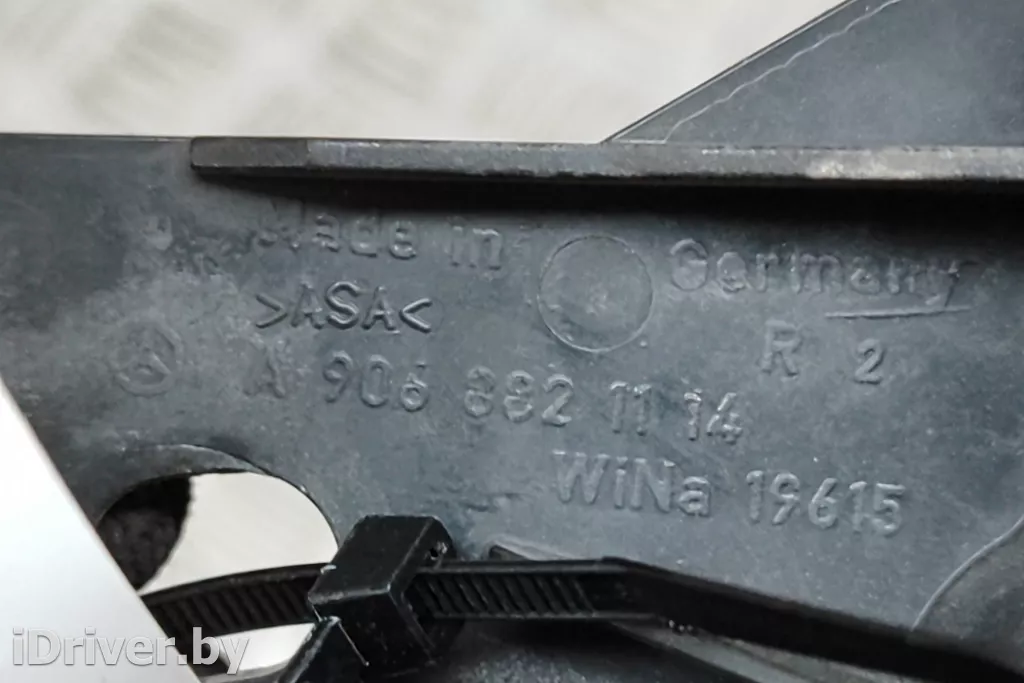 Made in Germany
>ASA<
R 2
A 906 882 11 14
WiNa 19615
iDriver.by